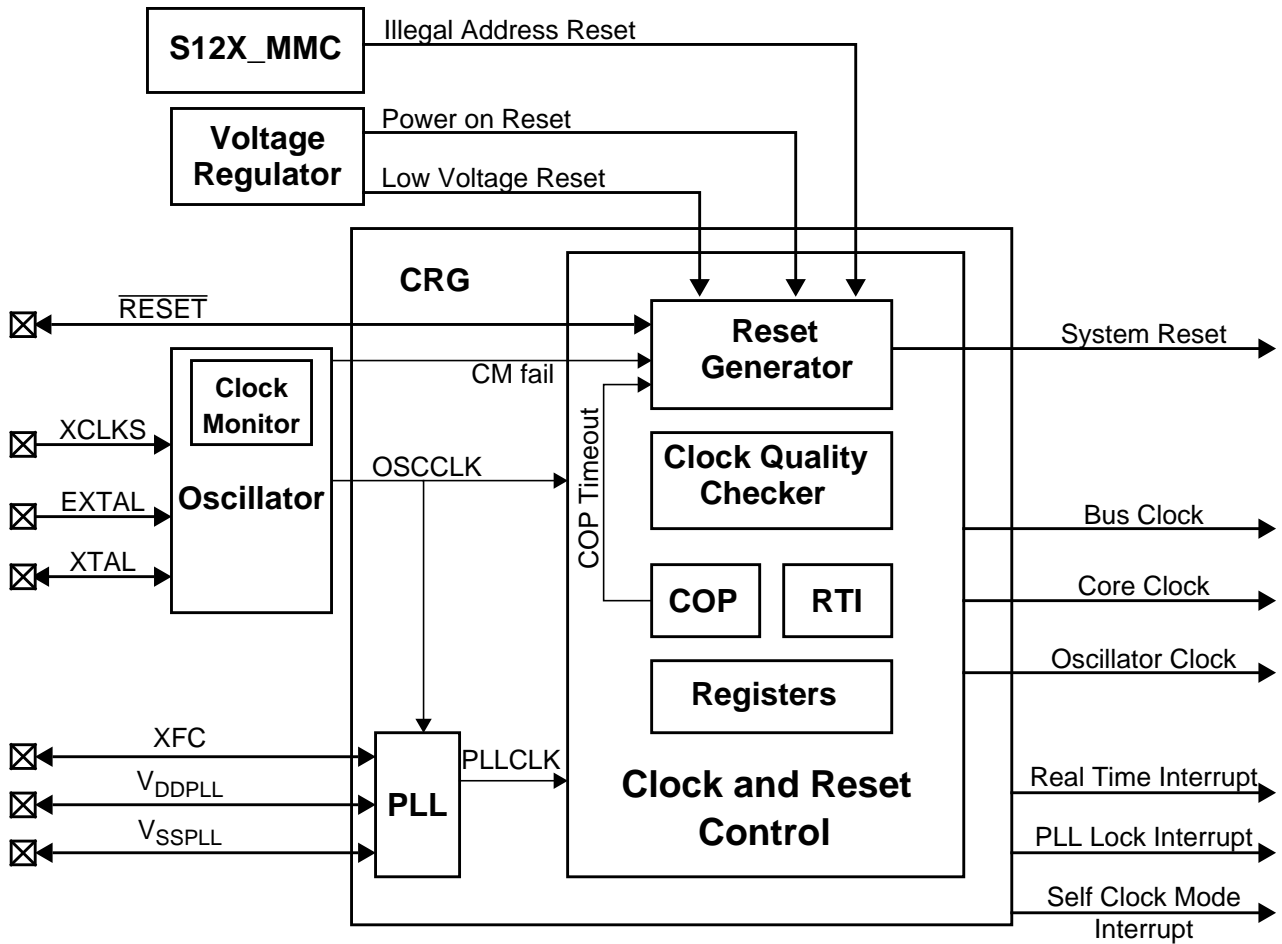 S12X_MMC
Illegal Address Reset
Voltage
Regulator
Power on Reset
Low Voltage Reset
CRG
RESET
Reset
Generator
System Reset
CM fail
Clock
Monitor
XCLKS
OSCCLK
Oscillator
EXTAL
XTAL
COP Timeout
Clock Quality
Checker
Bus Clock
COP
RTI
Core Clock
Oscillator Clock
Registers
XFC
VDDPLL
VSSPLL
PLL
PLLCLK
Clock and Reset
Control
Real Time Interrupt
PLL Lock Interrupt
Self Clock Mode
Interrupt